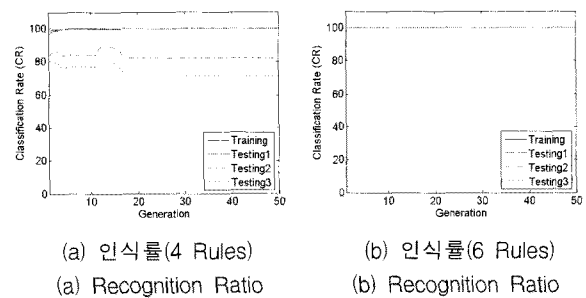 Classification Rate (CR)
100
80
60
40
20
0
Training
Testing1
Testing2
Testing3
1 10 20 30 40 50
Generation
Classification Rate (CR)
100
80
60
40
20
0
Training
Testing1
Testing2
Testing3
1 10 20 30 40 50
Generation
(a) 인식률(4 Rules)
(b) 인식률(6 Rules)
(a) Recognition Ratio
(b) Recognition Ratio